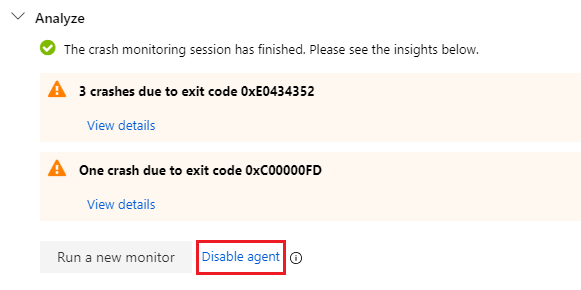 Analyze
The crash monitoring session has finished. Please see the insights below.
3 crashes due to exit code 0xE0434352
View details
One crash due to exit code 0xC00000FD
View details
Run a new monitor Disable agent